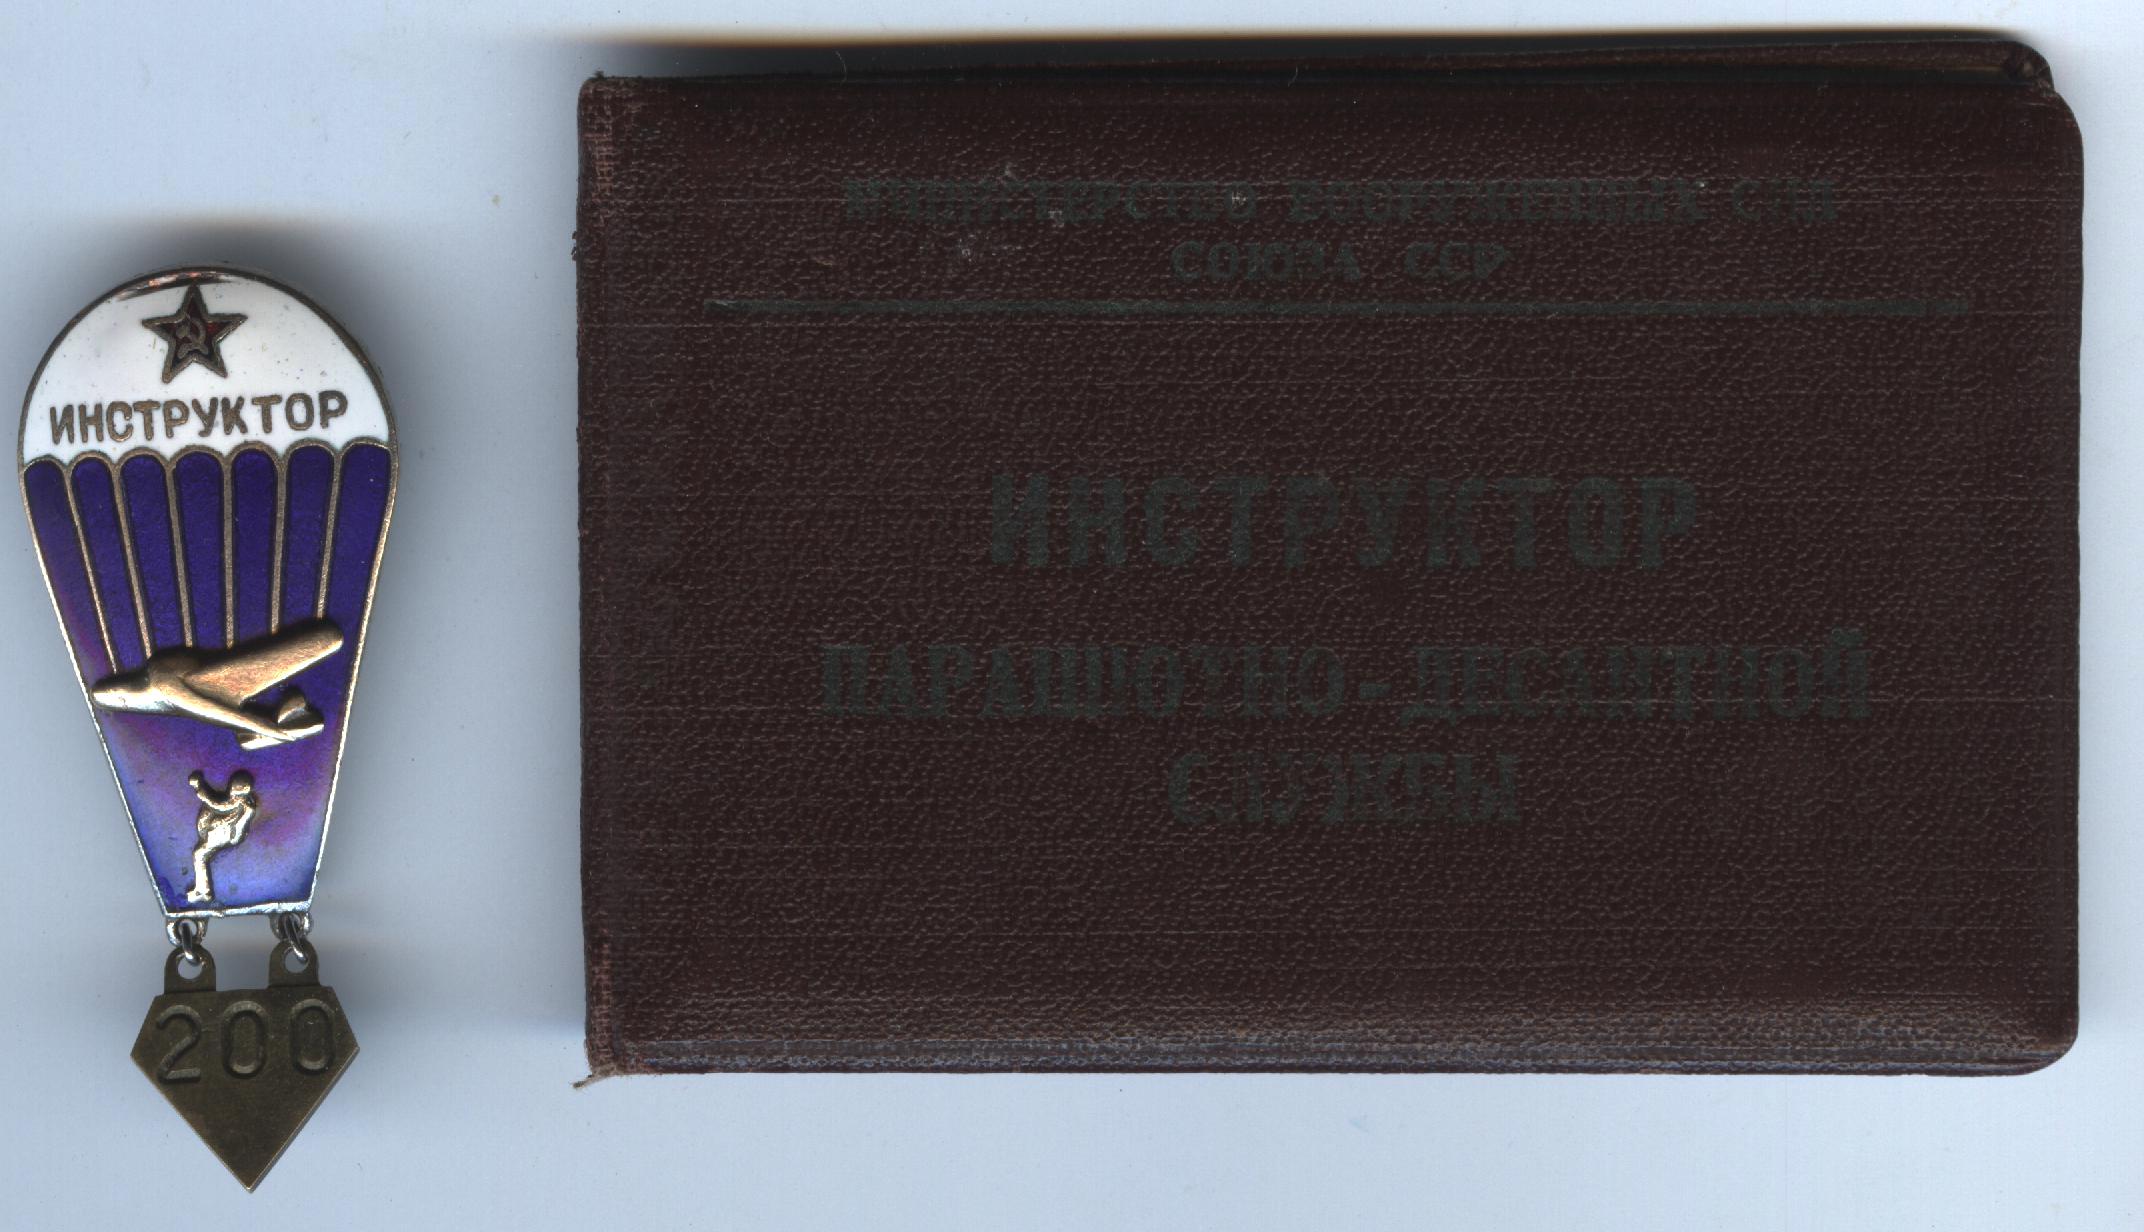 ИНСТРУКТОР
200
МИНИСТЕРСТВО ВООРУЖЕННЫХ СИЛ
СОЮЗА ССР
ИНСТРУКТОР
ПАРАШЮТНО-ДЕСАНТНОЙ
СЛУЖБЫ